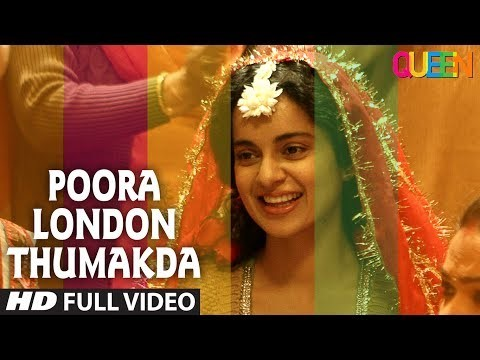 QUEEN
POORA
LONDON
THUMAKDA
HD FULL VIDEO